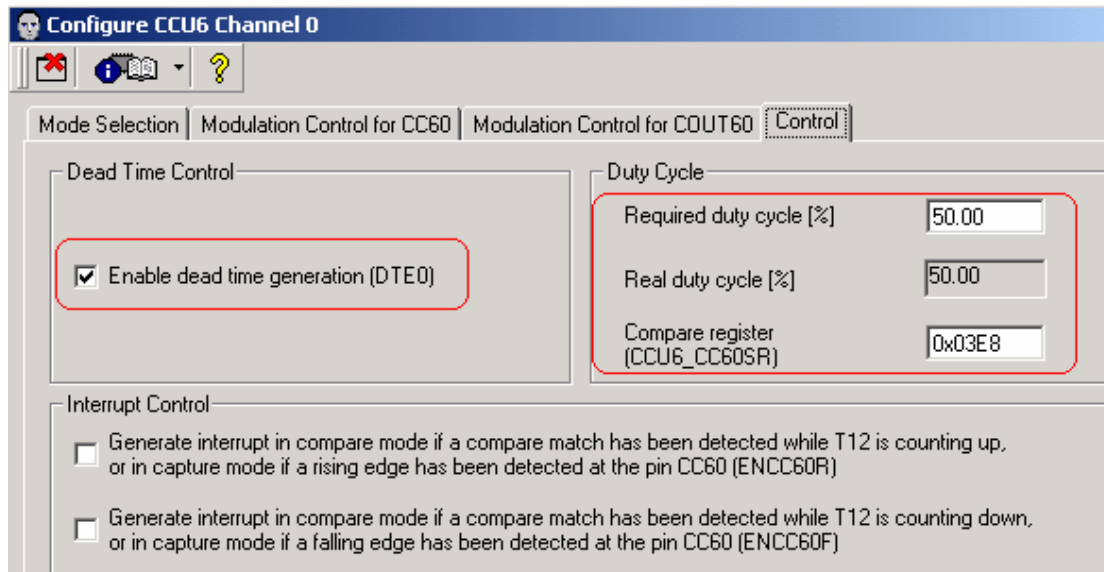 Configure CCU6 Channel 0
Mode Selection
Modulation Control for CC60
Modulation Control for COUT60
Control
Dead Time Control
Enable dead time generation (DTE0)
Duty Cycle
Required duty cycle [%]
50.00
Real duty cycle [%]
50.00
Compare register
(CCU6_CC60SR)
0x03E8
Interrupt Control
Generate interrupt in compare mode if a compare match has been detected while T12 is counting up,
or in capture mode if a rising edge has been detected at the pin CC60 (ENCC60R)
Generate interrupt in compare mode if a compare match has been detected while T12 is counting down,
or in capture mode if a falling edge has been detected at the pin CC60 (ENCC60F)